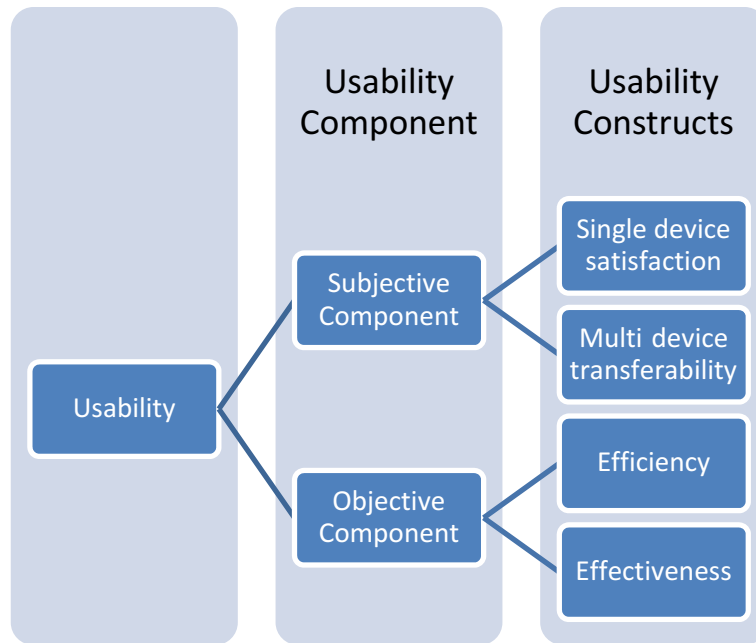 Usability
Component
Usability
Constructs
Usability
Subjective
Component
Objective
Component
Single device
satisfaction
Multi device
transferability
Efficiency
Effectiveness